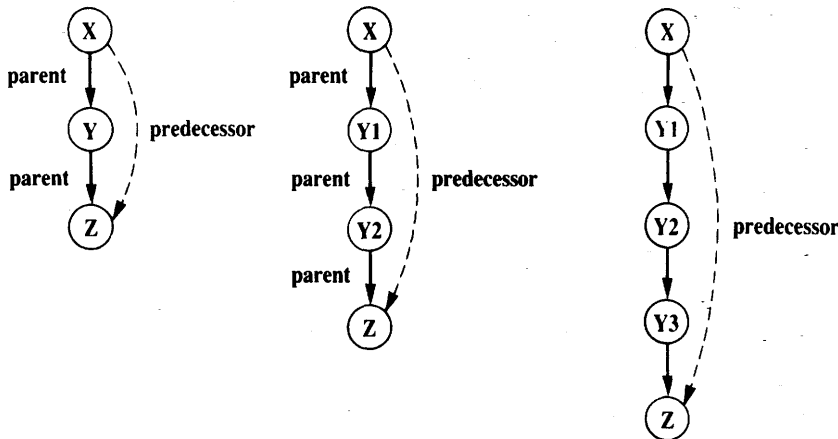 X
parent
Y
predecessor
parent
Z
X
parent
Y1
parent
predecessor
Y2
parent
Z
X
Y1
Y2
predecessor
Y3
Z